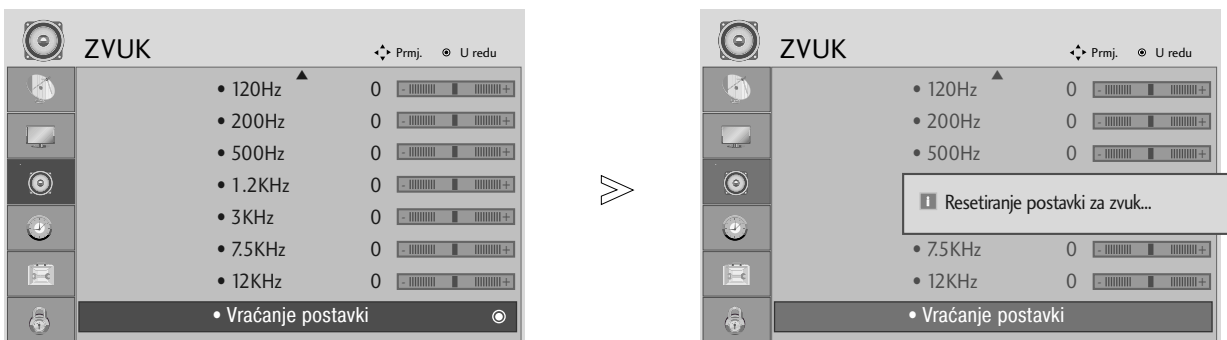 ZVUK
Prmj. U redu
• 120Hz 0 - +
• 200Hz 0 - +
• 500Hz 0 - +
• 1.2KHz 0 - +
• 3KHz 0 - +
• 7.5KHz 0 - +
• 12KHz 0 - +
• Vraćanje postavki
ZVUK
Prmj. U redu
• 120Hz 0 - +
• 200Hz 0 - +
• 500Hz 0 - +
i Resetiranje postavki za zvuk...
• 7.5KHz 0 - +
• 12KHz 0 - +
• Vraćanje postavki